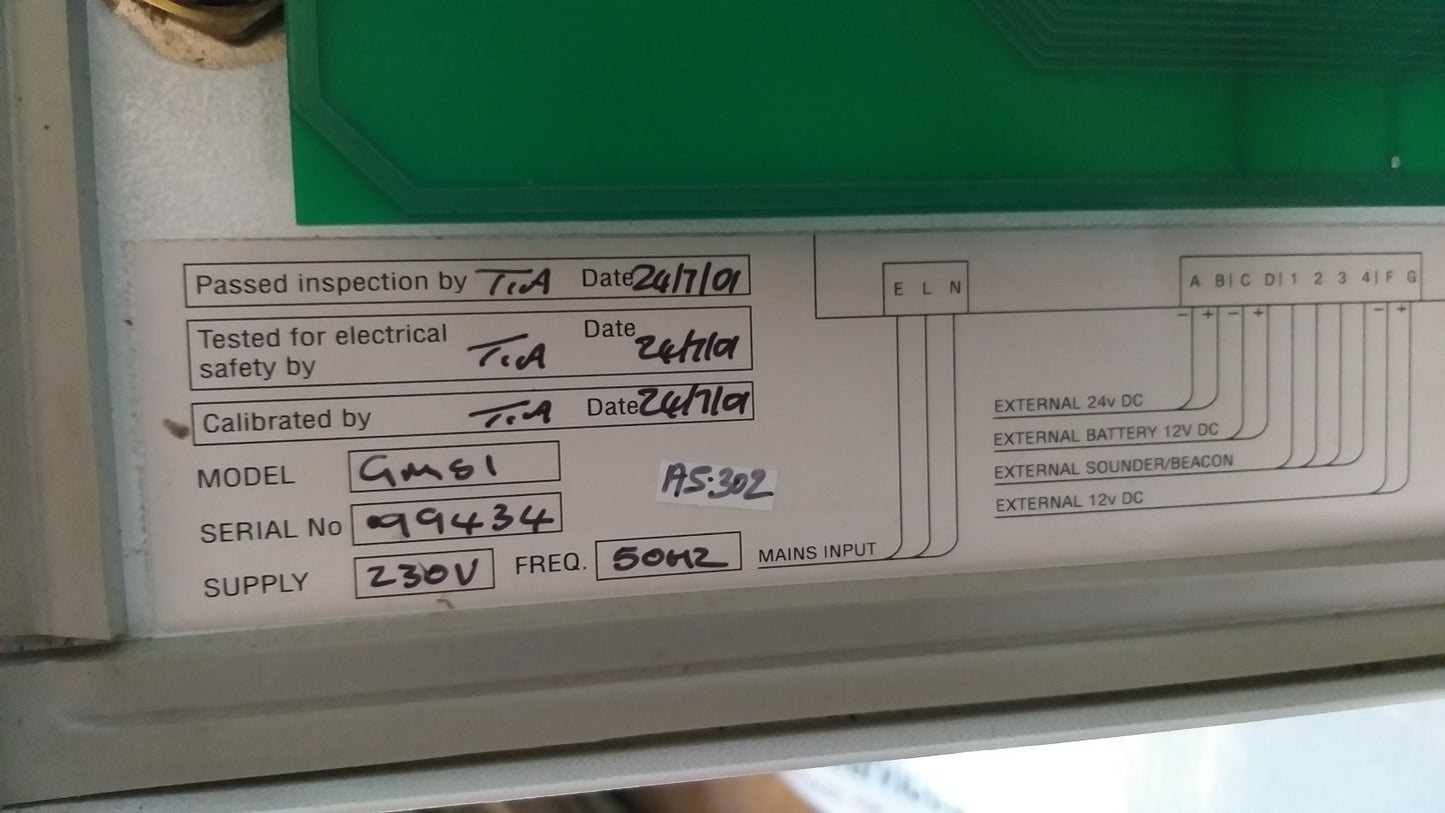 Passed inspection by T.A Date 24/7/01
Tested for electrical safety by T.A Date 24/7/01
Calibrated by T.A Date 24/7/01
MODEL GMS1
SERIAL No 99434
AS.302
SUPPLY 230V FREQ. 50HZ
MAINS INPUT
E L N
A B| C D| 1 2 3 4| F G
- + - + - +
EXTERNAL 24v DC
EXTERNAL BATTERY 12V DC
EXTERNAL SOUNDER/BEACON
EXTERNAL 12v DC